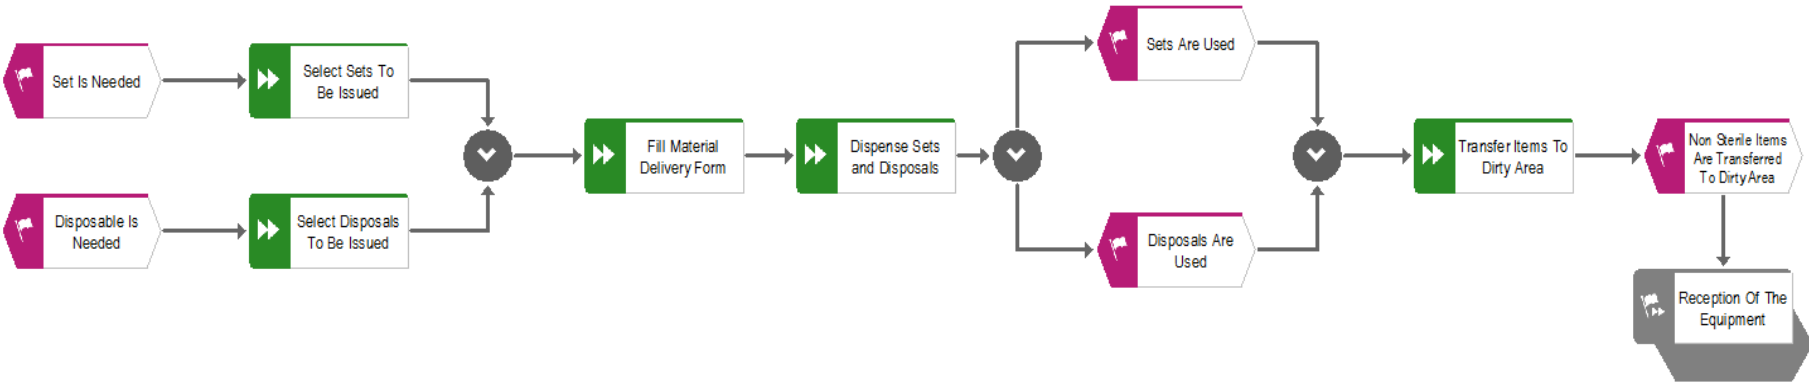 Set Is Needed
Select Sets To
Be Issued
Disposable Is
Needed
Select Disposals
To Be Issued
Fill Material
Delivery Form
Dispense Sets
and Disposals
Sets Are Used
Disposals Are
Used
Transfer Items To
Dirty Area
Non Sterile Items
Are Transferred
To Dirty Area
Reception Of The
Equipment